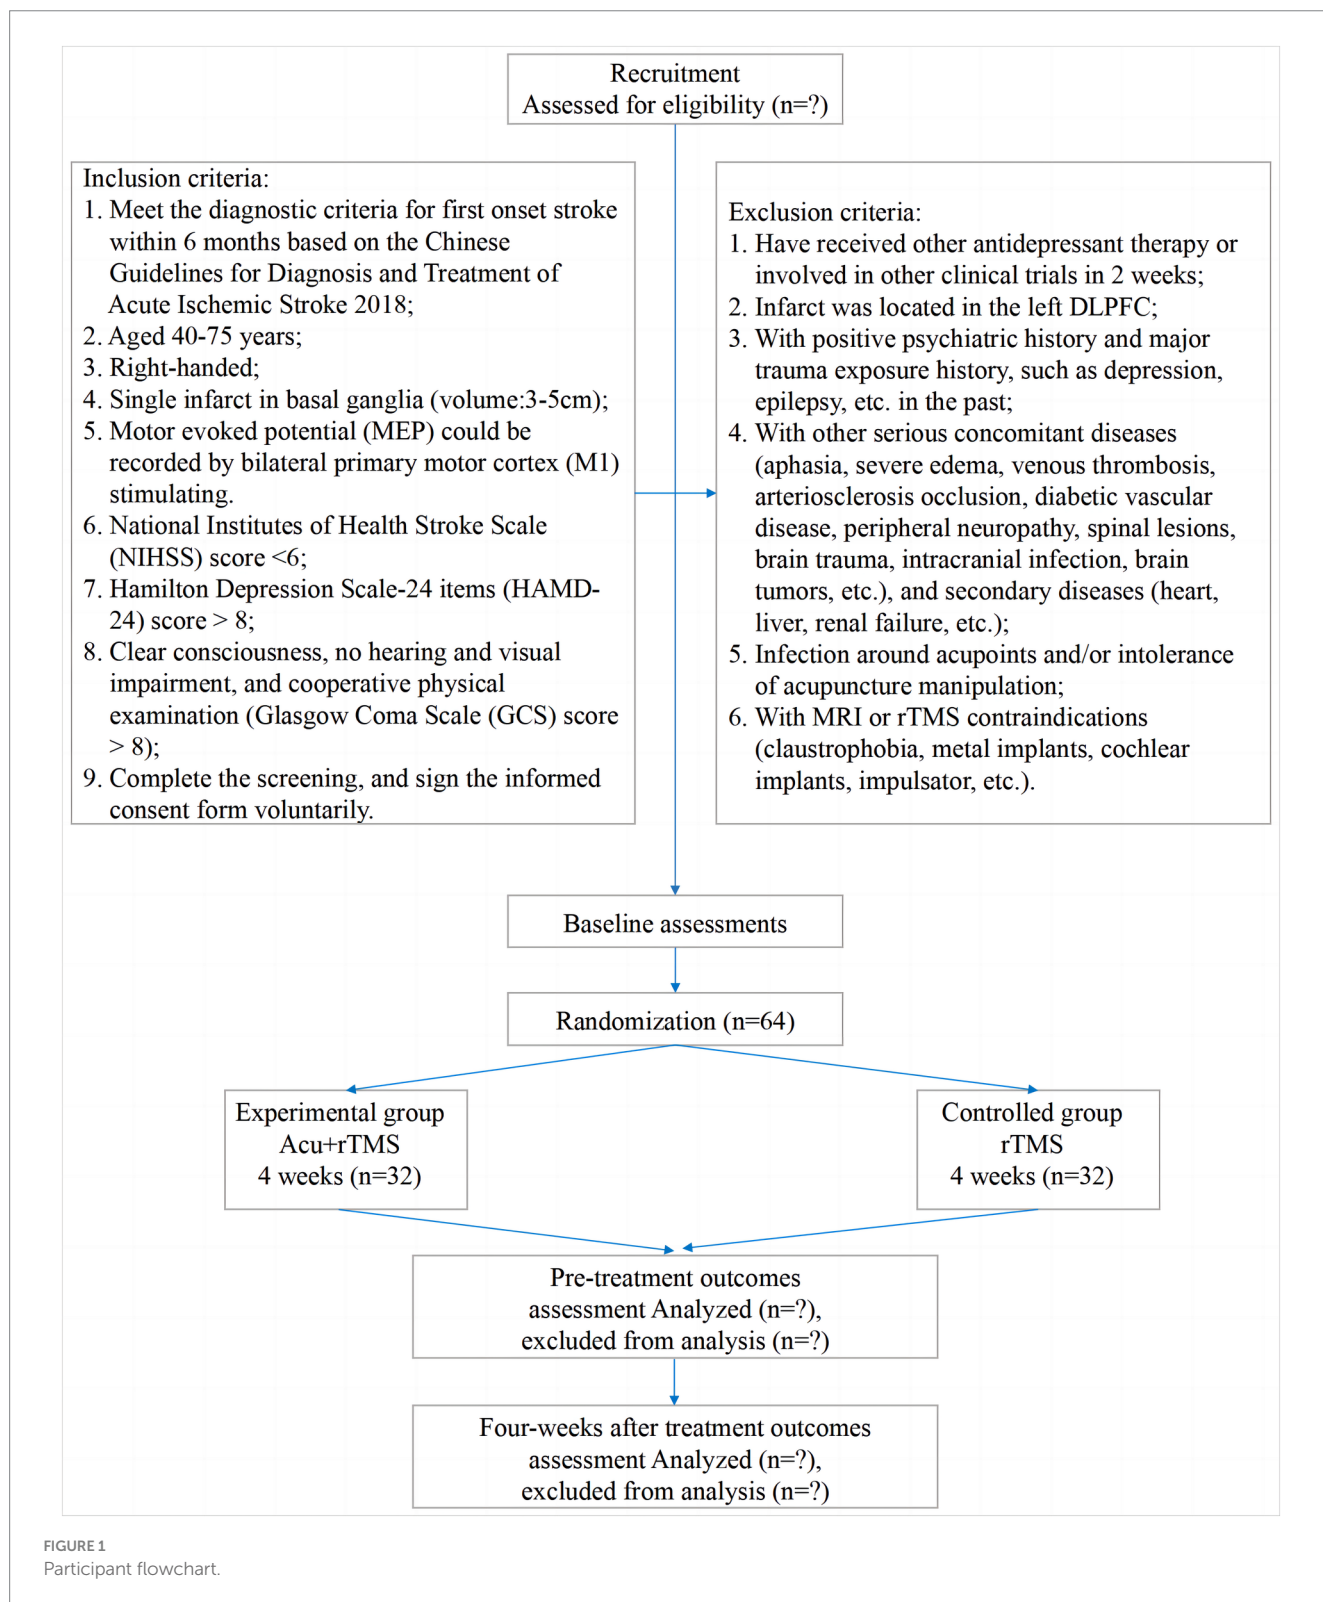 Recruitment
Assessed for eligibility (n=?)
Inclusion criteria:
1. Meet the diagnostic criteria for first onset stroke
within 6 months based on the Chinese
Guidelines for Diagnosis and Treatment of
Acute Ischemic Stroke 2018;
2. Aged 40-75 years;
3. Right-handed;
4. Single infarct in basal ganglia (volume:3-5cm);
5. Motor evoked potential (MEP) could be
recorded by bilateral primary motor cortex (M1)
stimulating.
6. National Institutes of Health Stroke Scale
(NIHSS) score <6;
7. Hamilton Depression Scale-24 items (HAMD-
24) score > 8;
8. Clear consciousness, no hearing and visual
impairment, and cooperative physical
examination (Glasgow Coma Scale (GCS) score
> 8);
9. Complete the screening, and sign the informed
consent form voluntarily.
Exclusion criteria:
1. Have received other antidepressant therapy or
involved in other clinical trials in 2 weeks;
2. Infarct was located in the left DLPFC;
3. With positive psychiatric history and major
trauma exposure history, such as depression,
epilepsy, etc. in the past;
4. With other serious concomitant diseases
(aphasia, severe edema, venous thrombosis,
arteriosclerosis occlusion, diabetic vascular
disease, peripheral neuropathy, spinal lesions,
brain trauma, intracranial infection, brain
tumors, etc.), and secondary diseases (heart,
liver, renal failure, etc.);
5. Infection around acupoints and/or intolerance
of acupuncture manipulation;
6. With MRI or rTMS contraindications
(claustrophobia, metal implants, cochlear
implants, impulsator, etc.).
Baseline assessments
Randomization (n=64)
Experimental group
Acu+rTMS
4 weeks (n=32)
Controlled group
rTMS
4 weeks (n=32)
Pre-treatment outcomes
assessment Analyzed (n=?),
excluded from analysis (n=?)
Four-weeks after treatment outcomes
assessment Analyzed (n=?),
excluded from analysis (n=?)
FIGURE 1
Participant flowchart.